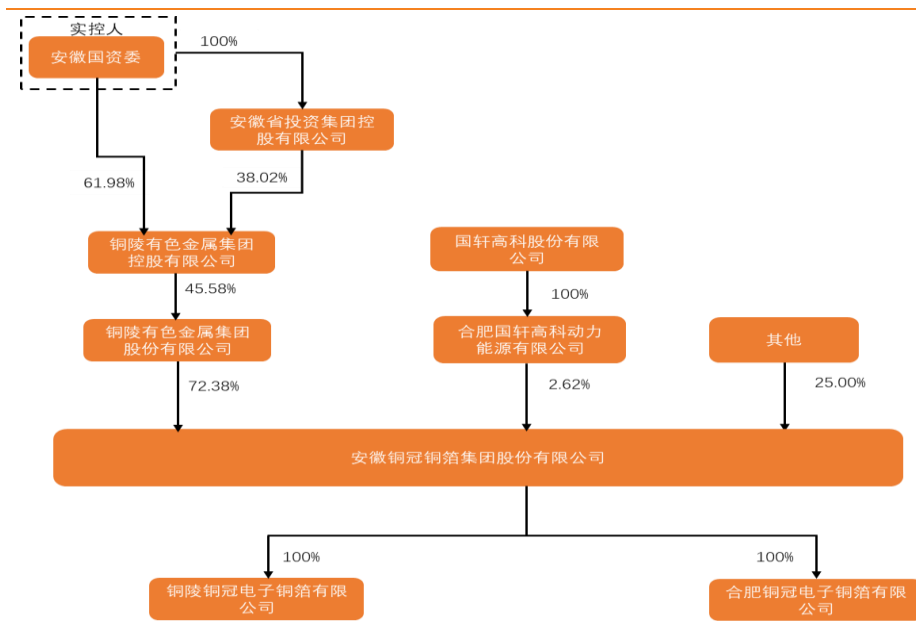 实控人
安徽国资委
100%
安徽省投资集团控
股有限公司
61.98%
38.02%
铜陵有色金属集团
控股有限公司
国轩高科股份有限
公司
45.58%
100%
铜陵有色金属集团
股份有限公司
合肥国轩高科动力
能源有限公司
其他
72.38%
2.62%
25.00%
安徽铜冠铜箔集团股份有限公司
100%
100%
铜陵铜冠电子铜箔有限
公司
合肥铜冠电子铜箔有限
公司